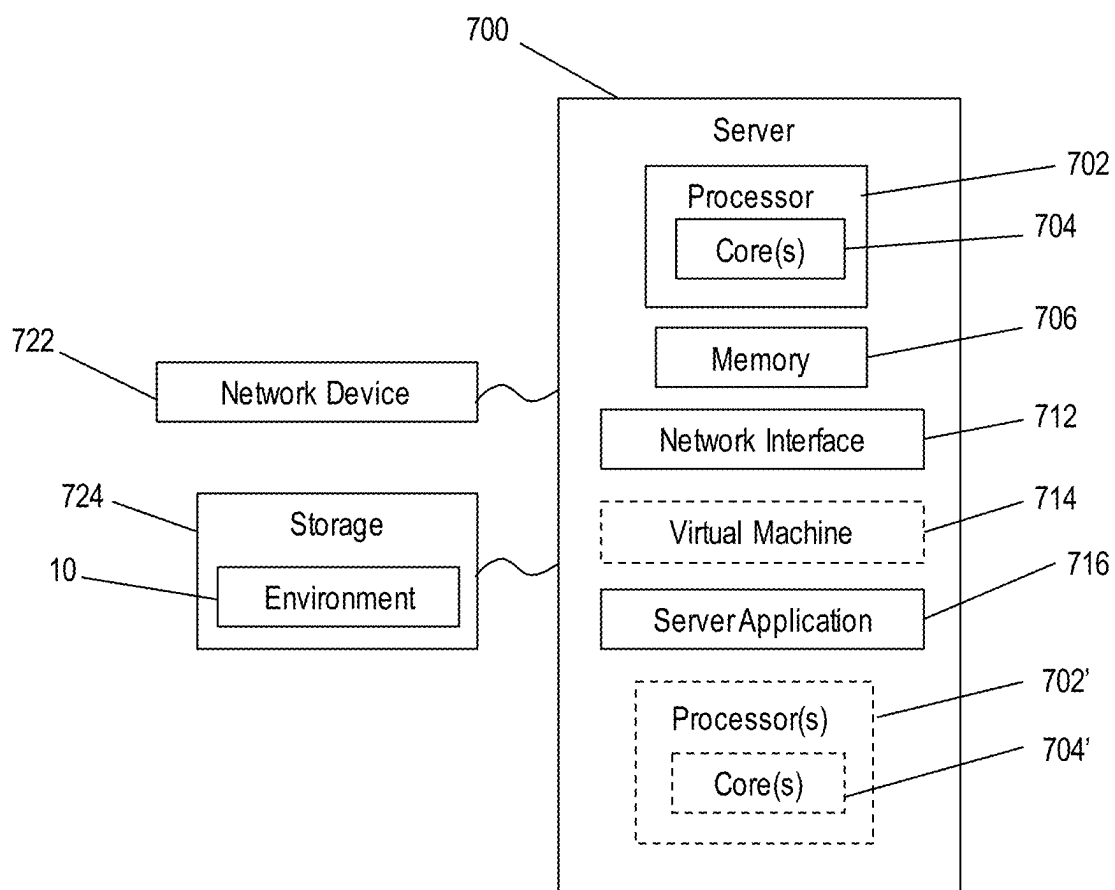 700
Server
702
Processor
704
Core(s)
706
Memory
722
Network Device
712
Network Interface
724
Storage
714
Virtual Machine
10
Environment
716
Server Application
702’
Processor(s)
704’
Core(s)